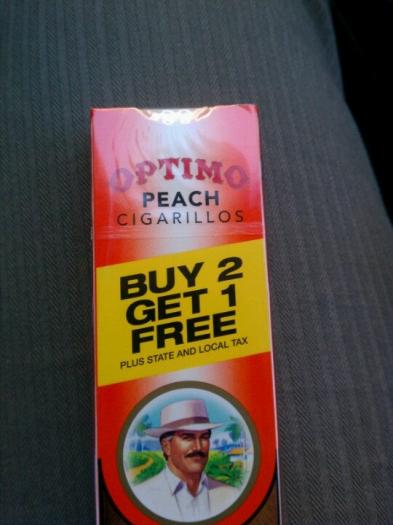 OPTIMO
PEACH
CIGARILLOS
BUY 2
GET 1
FREE
PLUS STATE AND LOCAL TAX